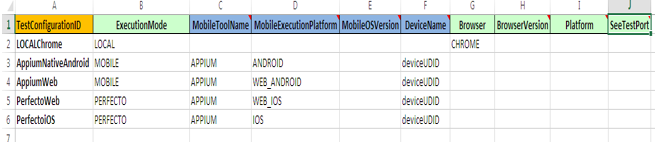 A B C D E F G H I J
1 TestConfigurationID ExecutionMode MobileToolName MobileExecutionPlatform MobileOSVersion DeviceName Browser BrowserVersion Platform SeeTestPort
2 LOCALChrome LOCAL CHROME
3 AppiumNativeAndroid MOBILE APPIUM ANDROID deviceUDID
4 AppiumWeb MOBILE APPIUM WEB_ANDROID deviceUDID
5 PerfectoWeb PERFECTO APPIUM WEB_IOS deviceUDID
6 PerfectoiOS PERFECTO APPIUM IOS deviceUDID
7